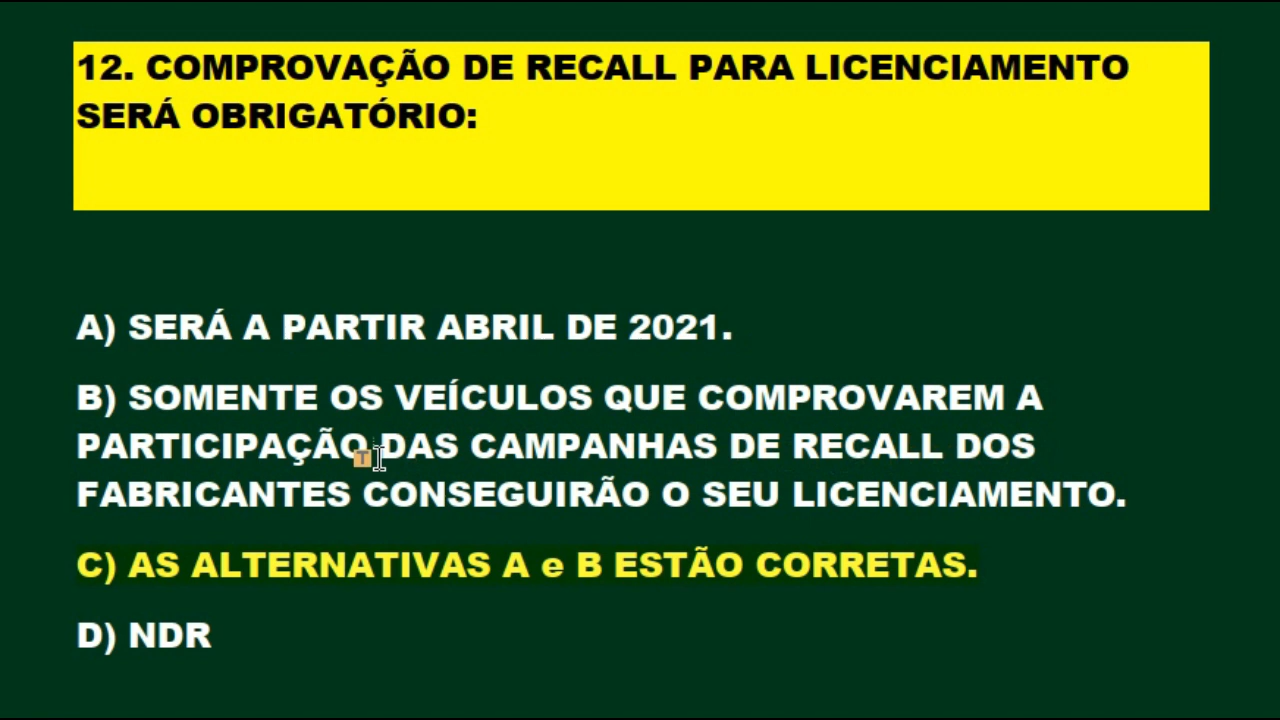 12. COMPROVAÇÃO DE RECALL PARA LICENCIAMENTO
SERÁ OBRIGATÓRIO:
A) SERÁ A PARTIR ABRIL DE 2021.
B) SOMENTE OS VEÍCULOS QUE COMPROVAREM A
PARTICIPAÇÃO DAS CAMPANHAS DE RECALL DOS
FABRICANTES CONSEGUIRÃO O SEU LICENCIAMENTO.
C) AS ALTERNATIVAS A e B ESTÃO CORRETAS.
D) NDR